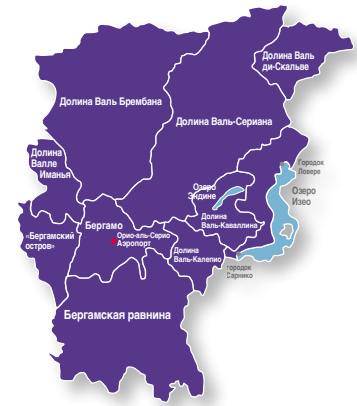 Долина Валь
ди-Скальве
Долина Валь Брембана
Долина Валь-Сериана
Долина
Валле
Иманья
Городок
Ловере
Озеро
Эндине
Озеро
Изео
Бергамо
Долина
Валь-Каваллина
«Бергамский
остров»
Орио-аль-Серио
Аэропорт
Долина
Валь-Калепио
городок
Сарнико
Бергамская равнина